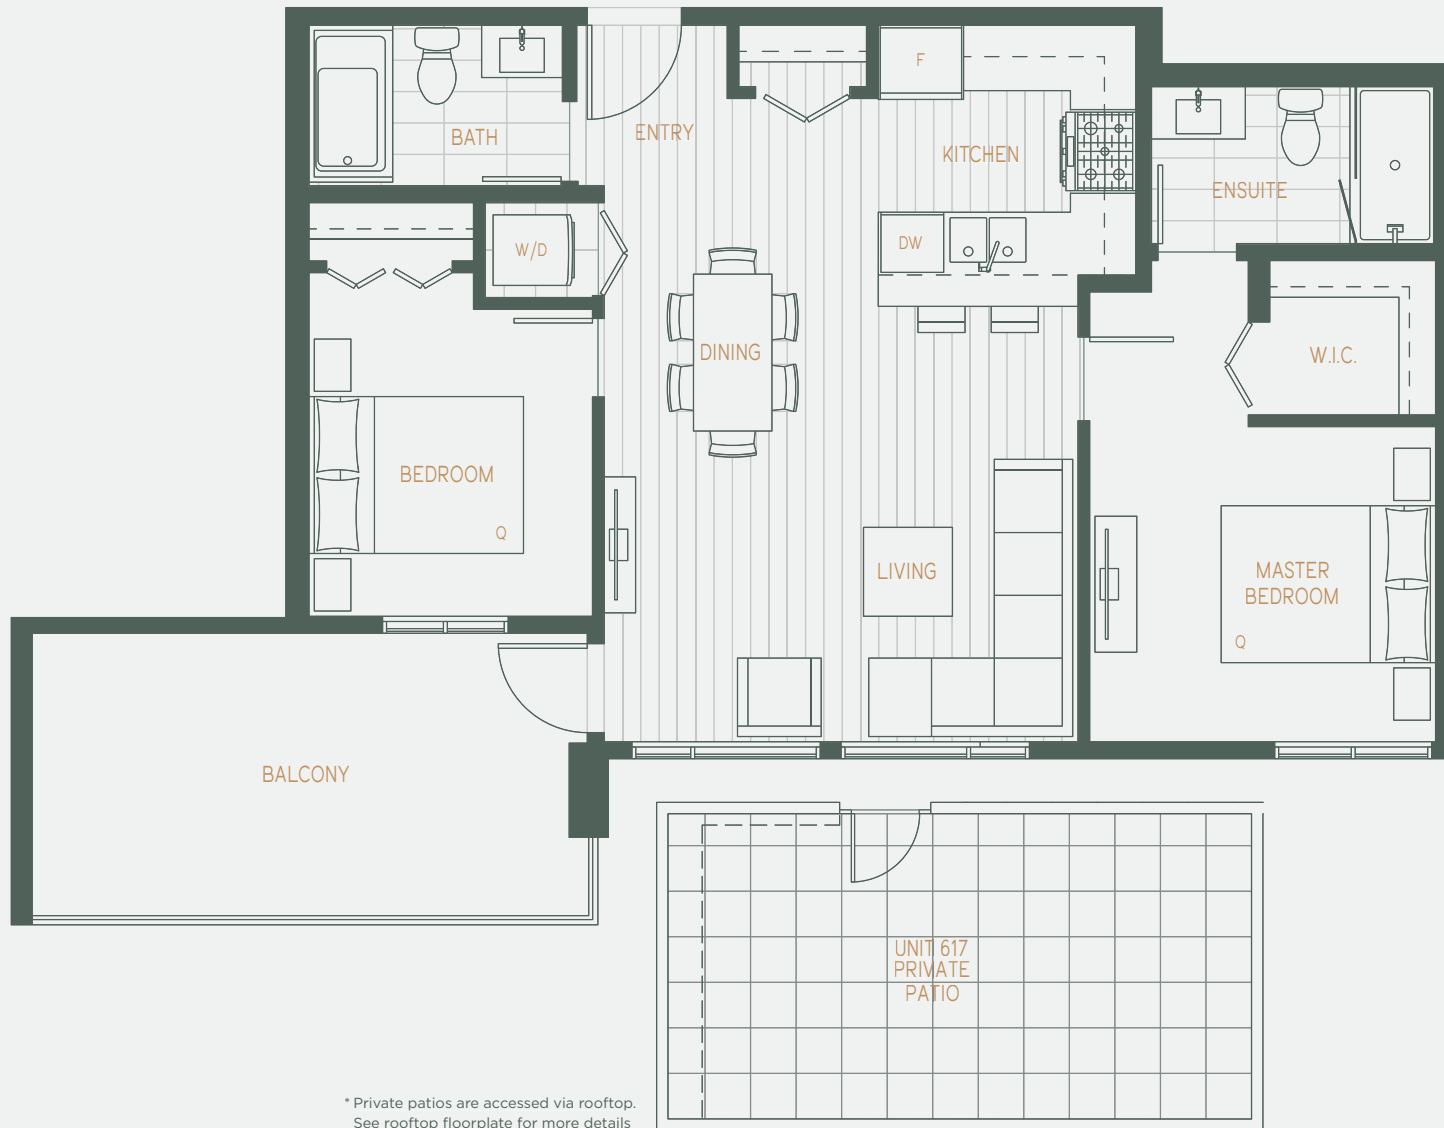 F
BATH
ENTRY
KITCHEN
ENSUITE
W/D
DW
DINING
W.I.C.
BEDROOM
Q
LIVING
MASTER
BEDROOM
Q
BALCONY
UNIT 617
PRIVATE
PATIO
* Private patios are accessed via rooftop.
See rooftop floorplate for more details